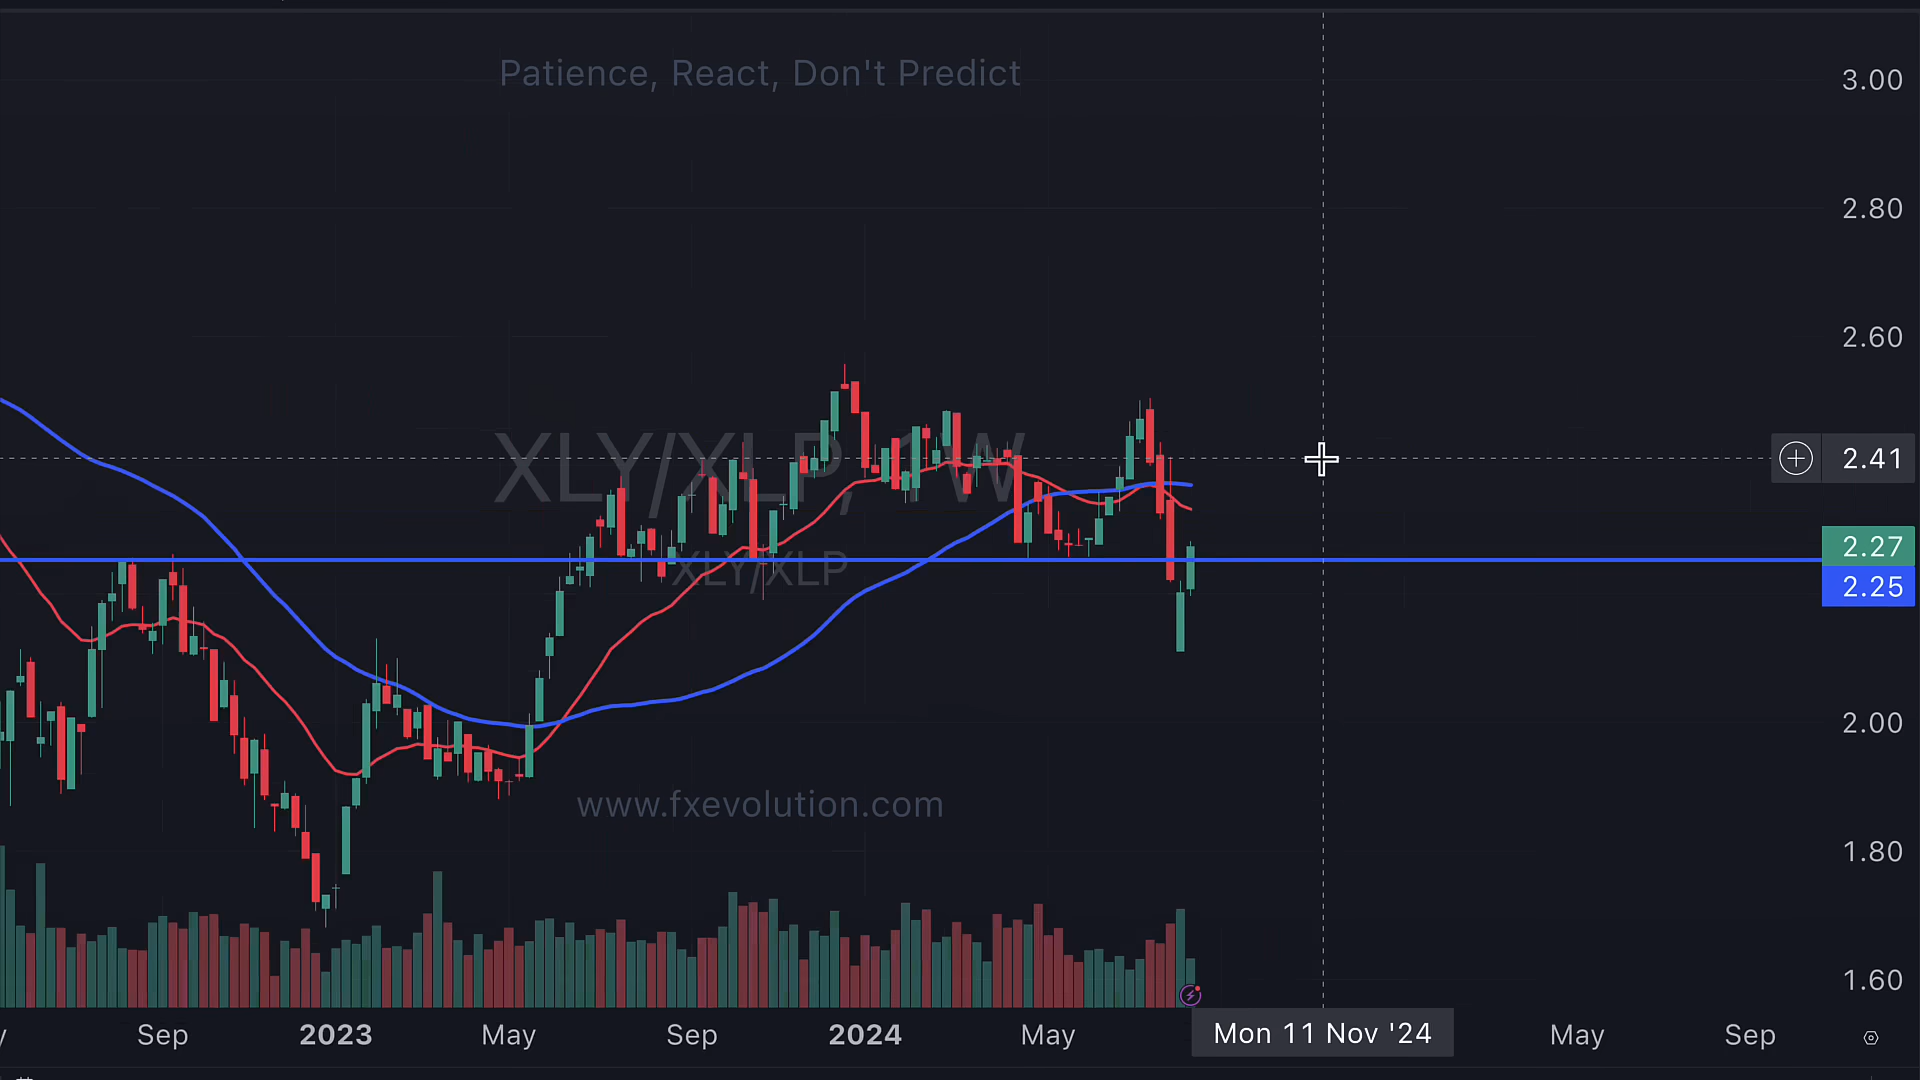 Patience, React, Don't Predict
3.00
2.80
2.60
XLY/XLP, 1W
2.41
2.27
XLY/XLP
2.25
2.00
www.fxevolution.com
1.80
1.60
Sep 2023 May Sep 2024 May Mon 11 Nov '24 May Sep